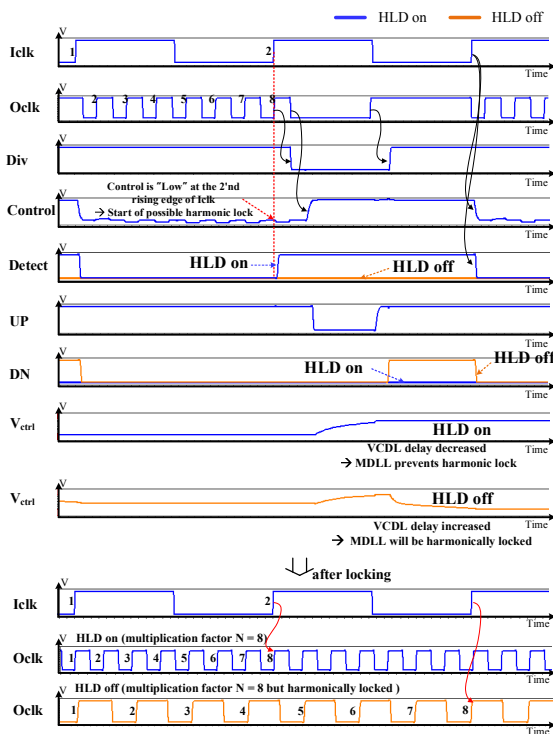 HLD on HLD off
V
Iclk 1 2
Time
V
Oclk 2 3 4 5 6 7 8
Time
V
Div
Time
Control is "Low" at the 2'nd
rising edge of Iclk
→ Start of possible harmonic lock
V
Control
Time
V
Detect HLD on HLD off
Time
V
UP
Time
V
DN HLD on HLD off
Time
V
Vctrl HLD on
Time
VCDL delay decreased
→ MDLL prevents harmonic lock
V
Vctrl HLD off
Time
VCDL delay increased
→ MDLL will be harmonically locked
after locking
V
Iclk 1 2
Time
V
HLD on (multiplication factor N = 8)
Oclk 1 2 3 4 5 6 7 8
Time
V
HLD off (multiplication factor N = 8 but harmonically locked )
Oclk 1 2 3 4 5 6 7 8
Time